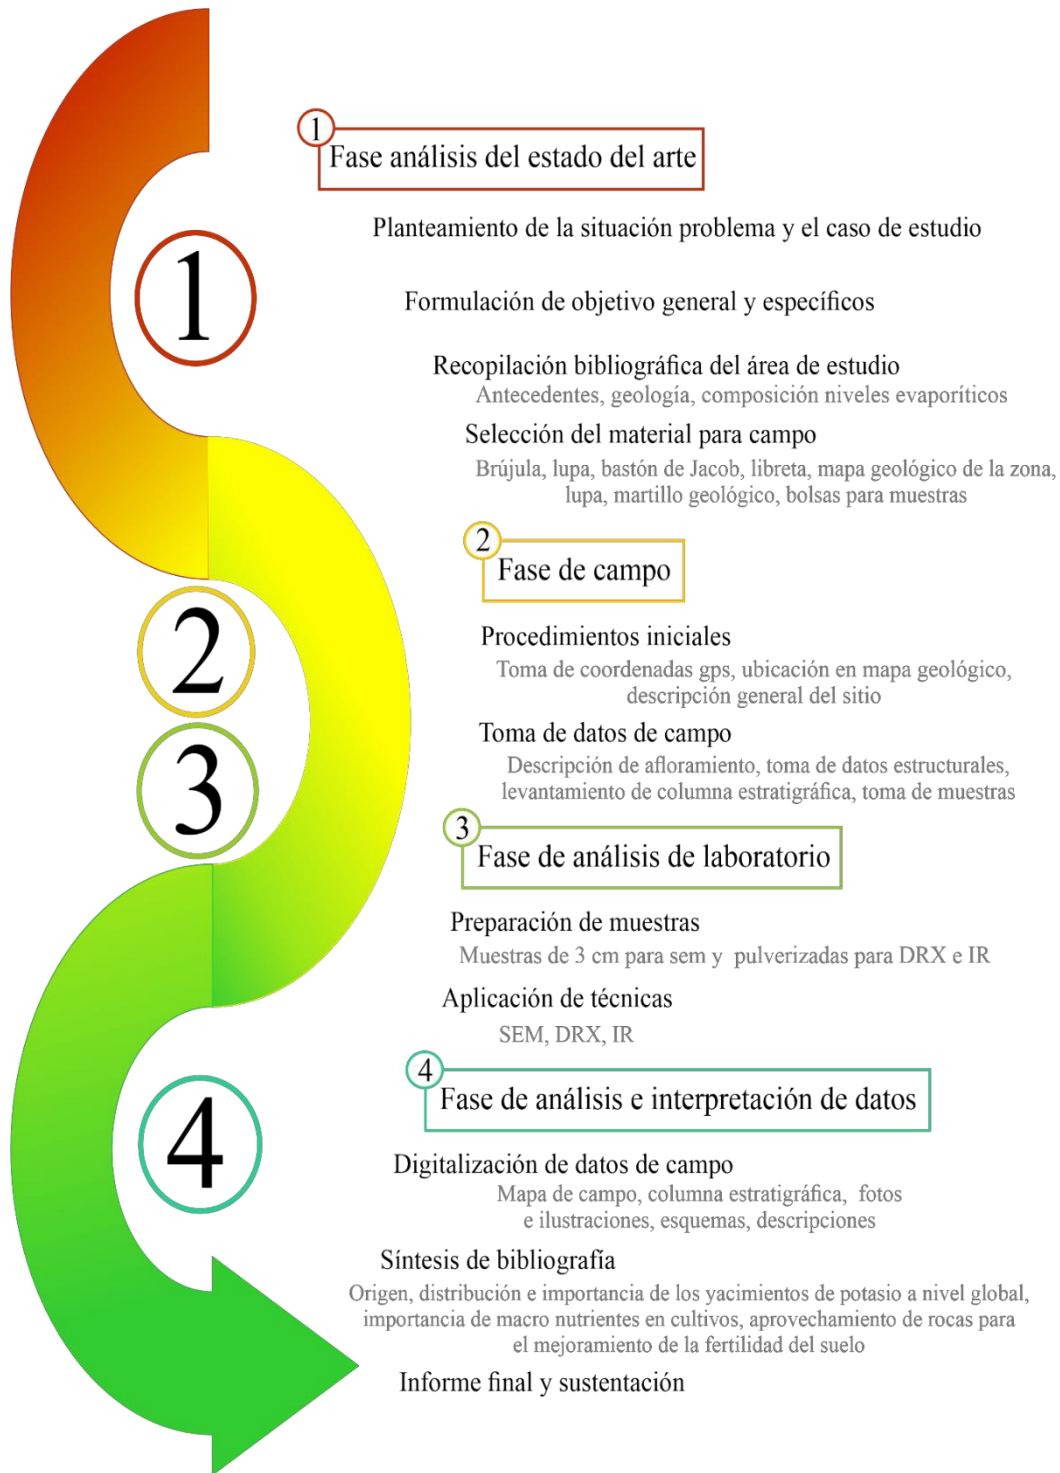 1
Fase análisis del estado del arte
Planteamiento de la situación problema y el caso de estudio
1
Formulación de objetivo general y específicos
Recopilación bibliográfica del área de estudio
Antecedentes, geología, composición niveles evaporíticos
Selección del material para campo
Brújula, lupa, bastón de Jacob, libreta, mapa geológico de la zona,
lupa, martillo geológico, bolsas para muestras
2
Fase de campo
2
Procedimientos iniciales
Toma de coordenadas gps, ubicación en mapa geológico,
descripción general del sitio
Toma de datos de campo
Descripción de afloramiento, toma de datos estructurales,
levantamiento de columna estratigráfica, toma de muestras
3
3
Fase de análisis de laboratorio
Preparación de muestras
Muestras de 3 cm para sem y pulverizadas para DRX e IR
Aplicación de técnicas
SEM, DRX, IR
4
Fase de análisis e interpretación de datos
4
Digitalización de datos de campo
Mapa de campo, columna estratigráfica, fotos
e ilustraciones, esquemas, descripciones
Síntesis de bibliografía
Origen, distribución e importancia de los yacimientos de potasio a nivel global,
importancia de macro nutrientes en cultivos, aprovechamiento de rocas para
el mejoramiento de la fertilidad del suelo
Informe final y sustentación